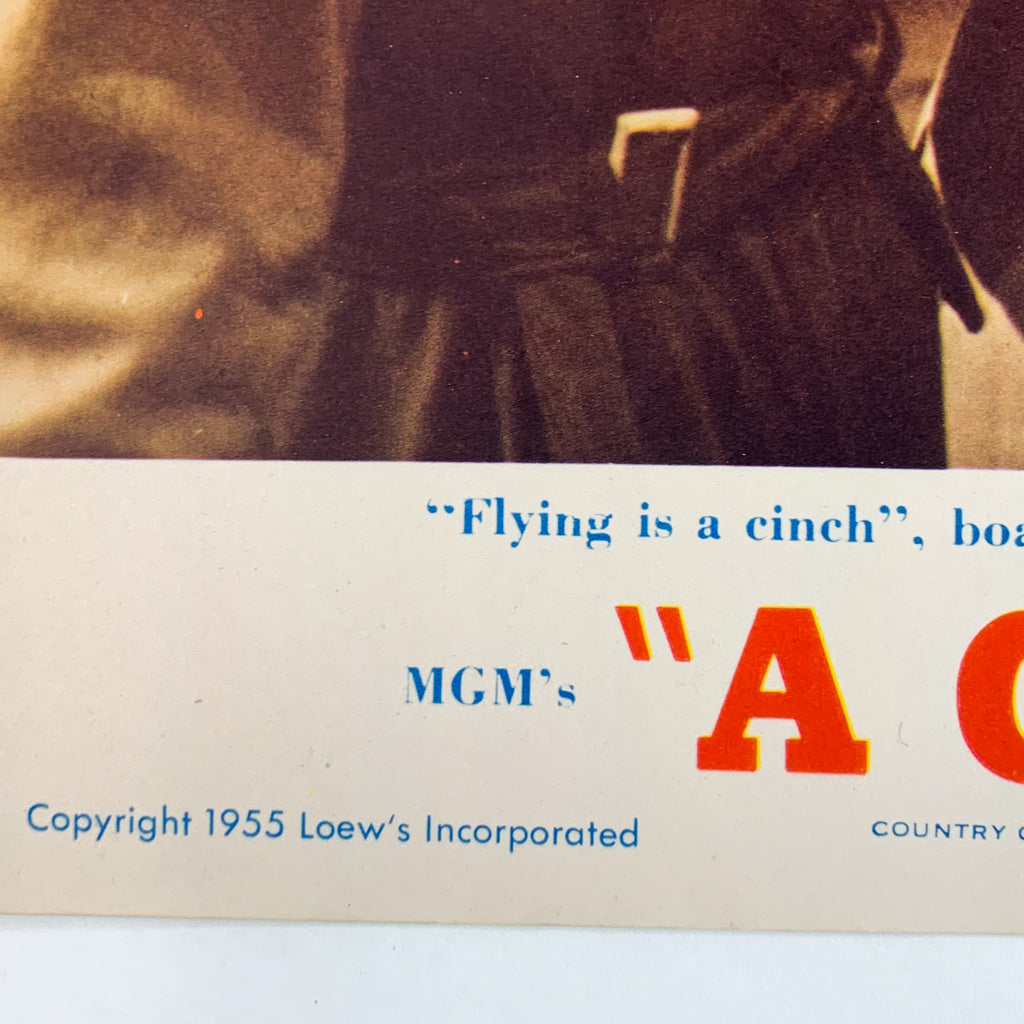 “Flying is a cinch”, boa
MGM’s “A
Copyright 1955 Loew’s Incorporated
COUNTRY